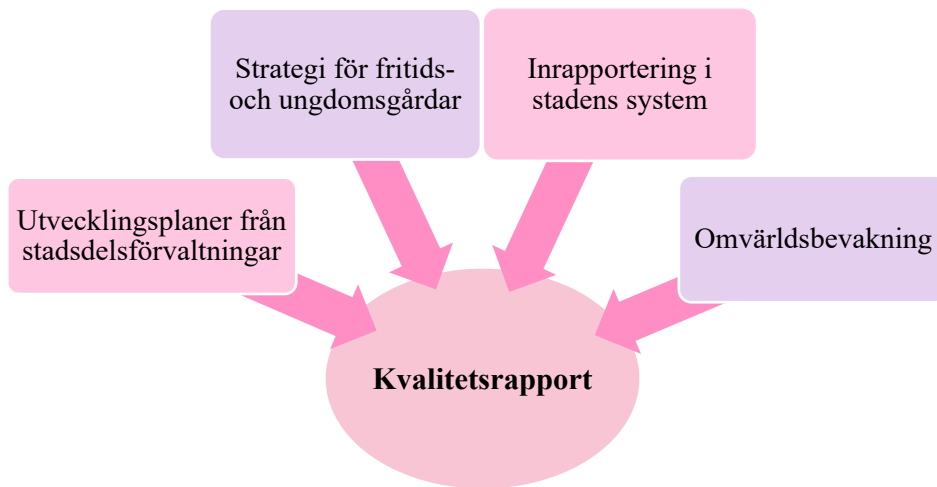 Strategi för fritids-
och ungdomsgårdar
Inrapportering i
stadens system
Utvecklingsplaner från
stadsdelsförvaltningar
Omvärldsbevakning
Kvalitetsrapport